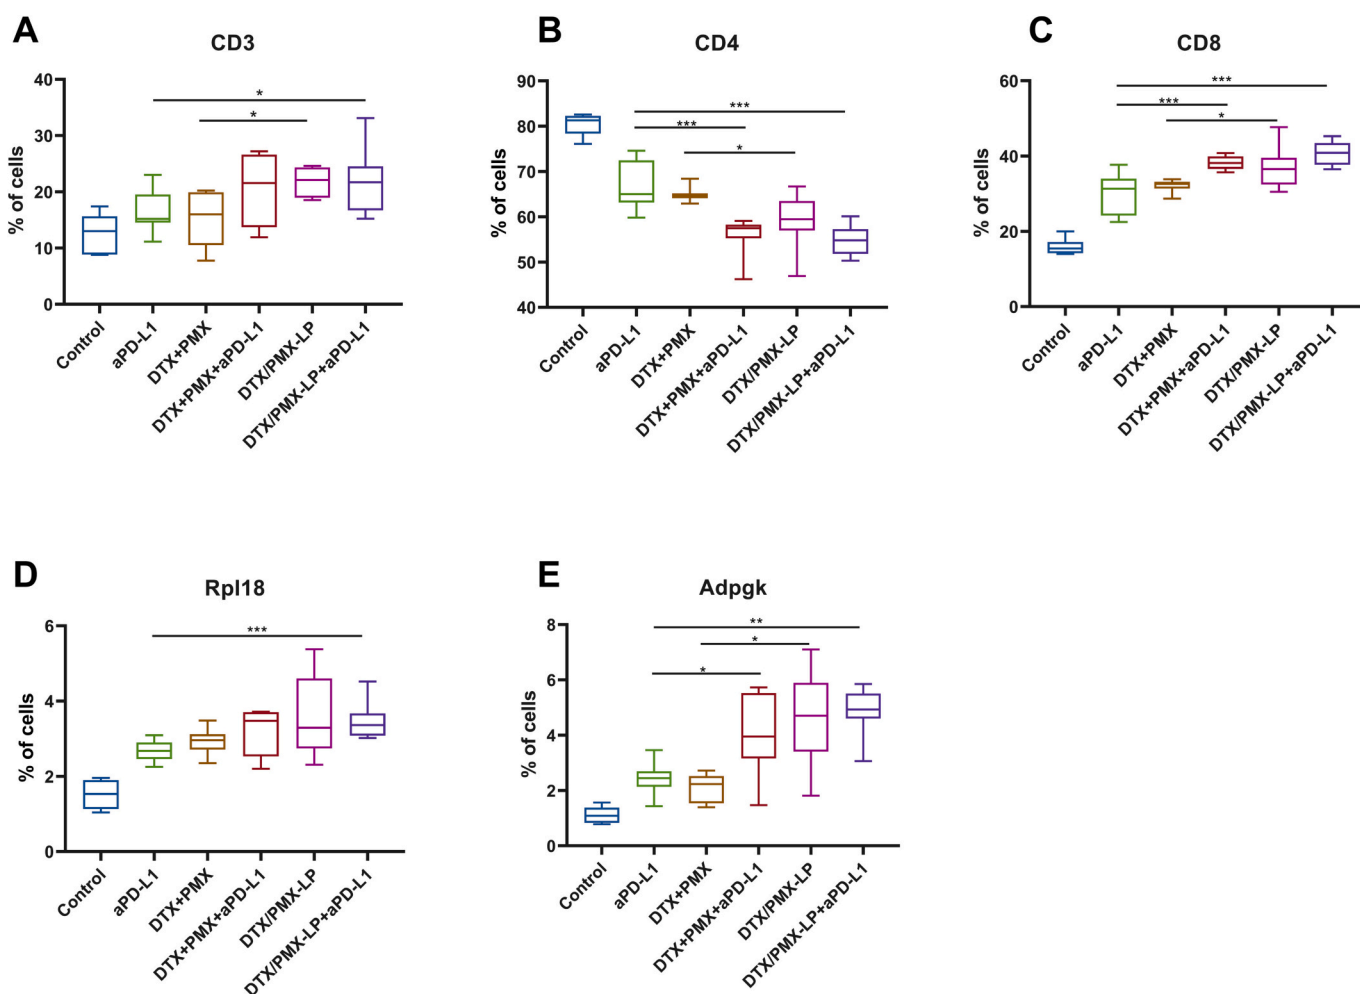 A
CD3
% of cells
40
30
20
10
0
*
*
Control
aPD-L1
DTX+PMX
DTX+PMX+aPD-L1
DTX/PMX-LP
DTX/PMX-LP+aPD-L1
B
CD4
% of cells
90
80
70
60
50
40
***
***
*
Control
aPD-L1
DTX+PMX
DTX+PMX+aPD-L1
DTX/PMX-LP
DTX/PMX-LP+aPD-L1
C
CD8
% of cells
60
40
20
0
***
***
*
Control
aPD-L1
DTX+PMX
DTX+PMX+aPD-L1
DTX/PMX-LP
DTX/PMX-LP+aPD-L1
D
Rpl18
% of cells
6
4
2
0
***
Control
aPD-L1
DTX+PMX
DTX+PMX+aPD-L1
DTX/PMX-LP
DTX/PMX-LP+aPD-L1
E
Adpgk
% of cells
8
6
4
2
0
**
*
*
Control
aPD-L1
DTX+PMX
DTX+PMX+aPD-L1
DTX/PMX-LP
DTX/PMX-LP+aPD-L1